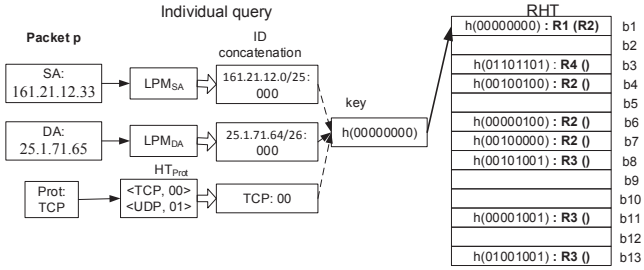 Individual query
RHT
Packet p
ID
concatenation
SA:
161.21.12.33
LPMSA
161.21.12.0/25:
000
DA:
25.1.71.65
LPMDA
25.1.71.64/26:
000
key
h(00000000)
Prot:
TCP
HTProt
<TCP, 00>
<UDP, 01>
TCP: 00
h(00000000) : R1 (R2) b1
b2
h(01101101) : R4 () b3
h(00100100) : R2 () b4
b5
h(00000100) : R2 () b6
h(00100000) : R2 () b7
h(00101001) : R3 () b8
b9
b10
h(00001001) : R3 () b11
b12
h(01001001) : R3 () b13